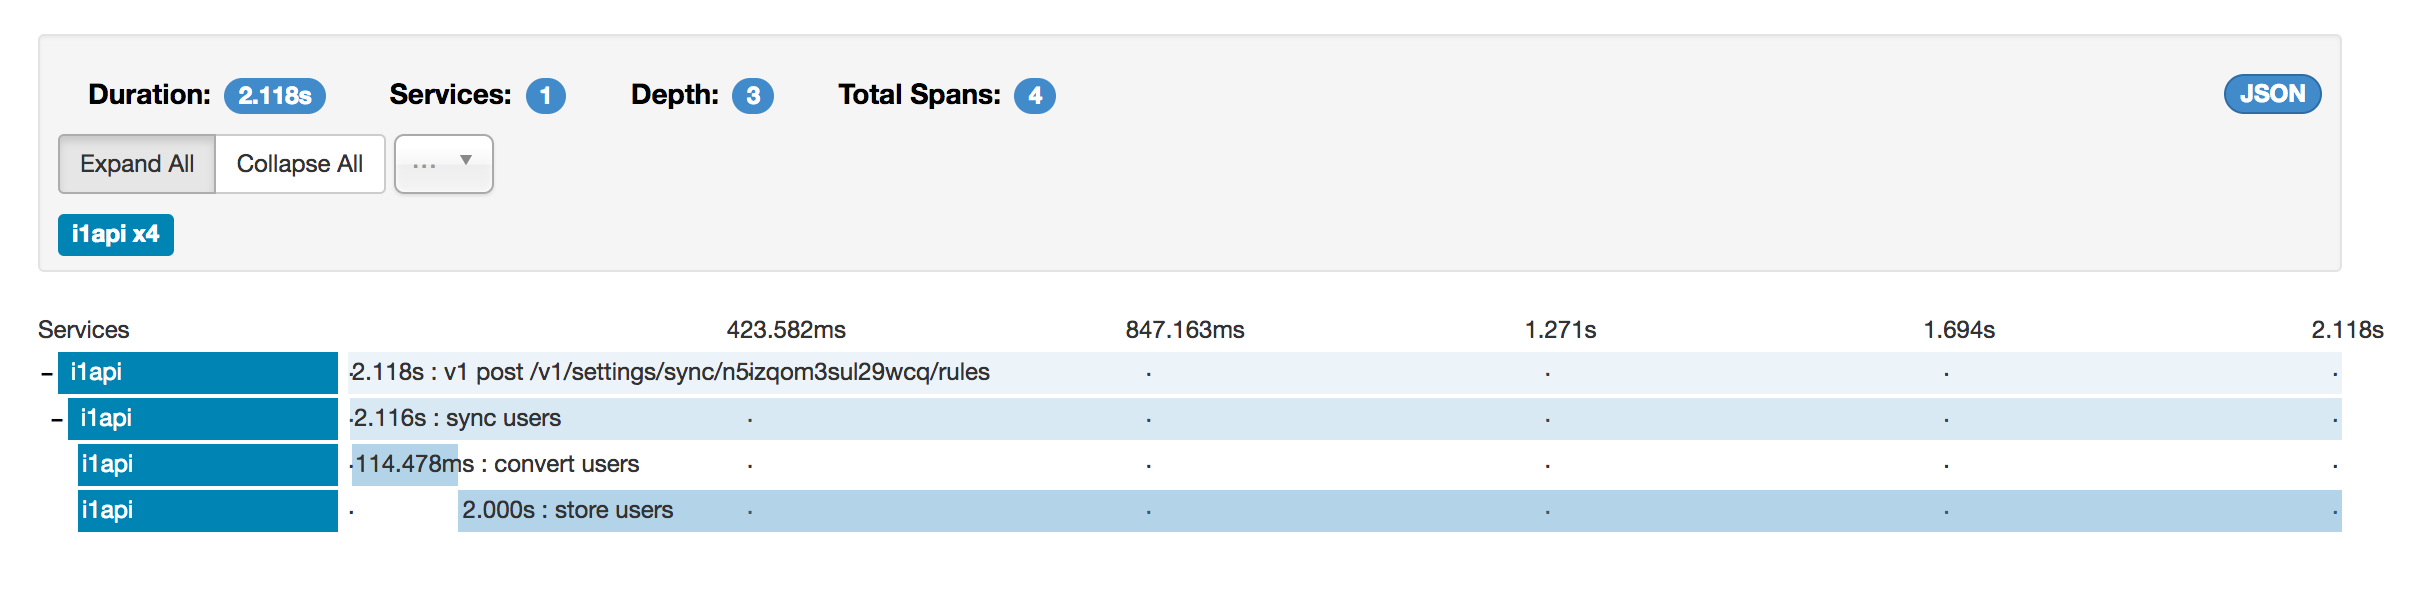 Duration: 2.118s Services: 1 Depth: 3 Total Spans: 4 JSON
Expand All Collapse All ...
i1api x4
Services 423.582ms 847.163ms 1.271s 1.694s 2.118s
– i1api 2.118s : v1 post /v1/settings/sync/n5izqom3sul29wcq/rules
– i1api 2.116s : sync users
i1api 114.478ms : convert users
i1api 2.000s : store users